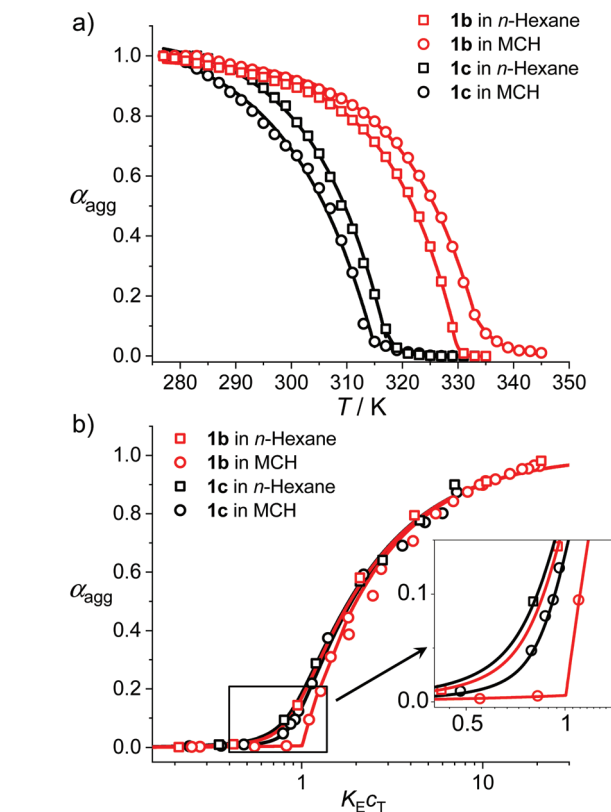 a)
1b in n-Hexane
1b in MCH
1c in n-Hexane
1c in MCH
1.0
0.8
0.6
0.4
0.2
0.0
αagg
280 290 300 310 320 330 340 350
T / K
b)
1b in n-Hexane
1b in MCH
1c in n-Hexane
1c in MCH
1.0
0.8
0.6
0.4
0.2
0.0
αagg
0.1
0.0
0.5 1
1 10
KEcT